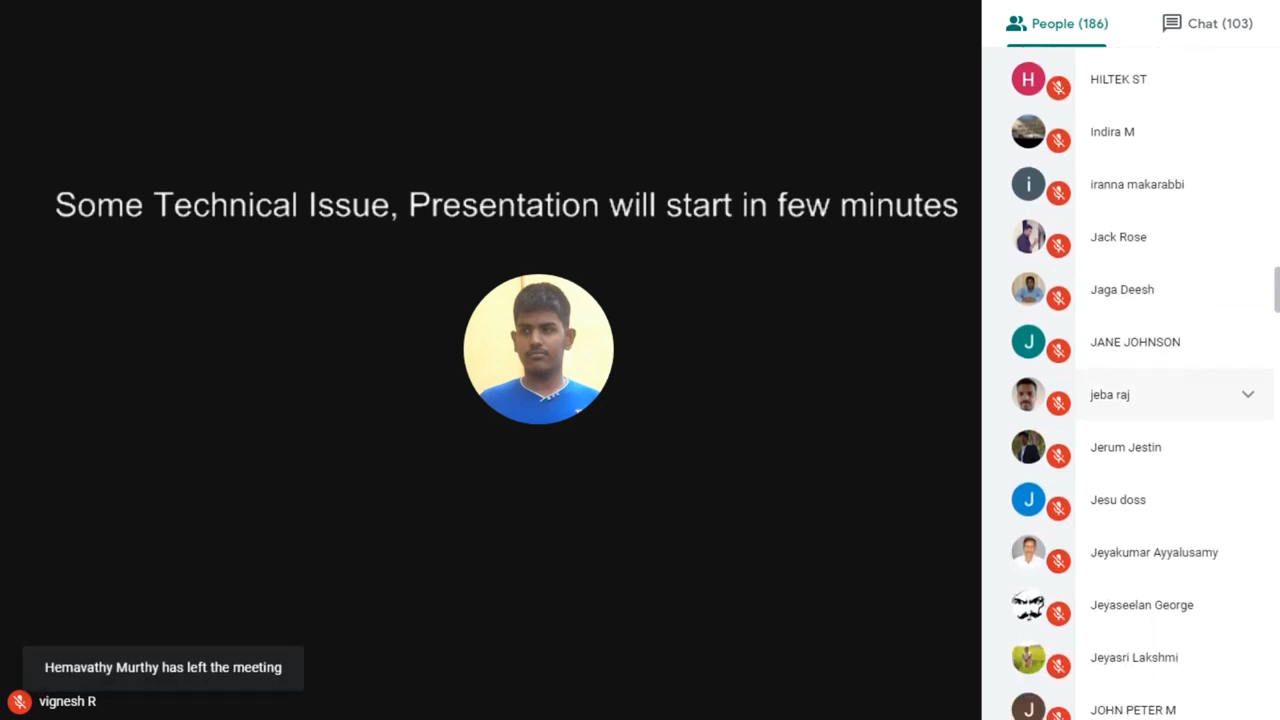 People (186)
Chat (103)
H
HILTEK ST
Indira M
i
iranna makarabbi
Some Technical Issue, Presentation will start in few minutes
Jack Rose
Jaga Deesh
J
JANE JOHNSON
jeba raj
Jerum Jestin
J
Jesu doss
Jeyakumar Ayyalusamy
Jeyaseelan George
Jeyasri Lakshmi
Hemavathy Murthy has left the meeting
vignesh R
J
JOHN PETER M